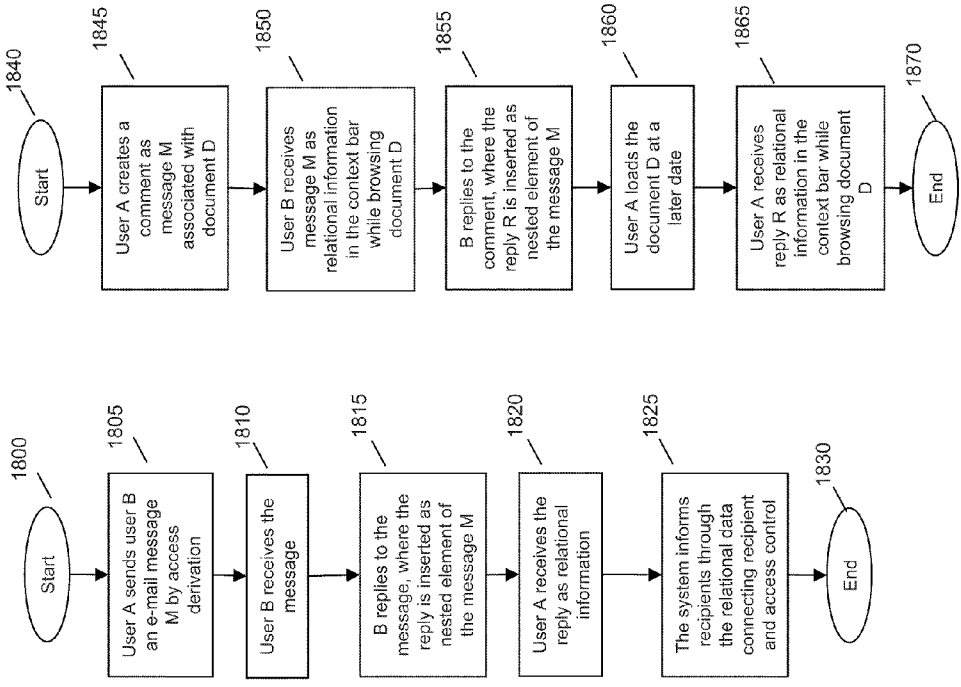 1800
Start
1805
User A sends user B
an e-mail message
M by access
derivation
1810
User B receives the
message
1815
B replies to the
message, where the
reply is inserted as
nested element of
the message M
1820
User A receives the
reply as relational
information
1825
The system informs
recipients through
the relational data
connecting recipient
and access control
1830
End
1840
Start
1845
User A creates a
comment as
message M
associated with
document D
1850
User B receives
message M as
relational information
in the context bar
while browsing
document D
1855
B replies to the
comment, where the
reply R is inserted as
nested element of
the message M
1860
User A loads the
document D at a
later date
1865
User A receives
reply R as relational
information in the
context bar while
browsing document
D
1870
End